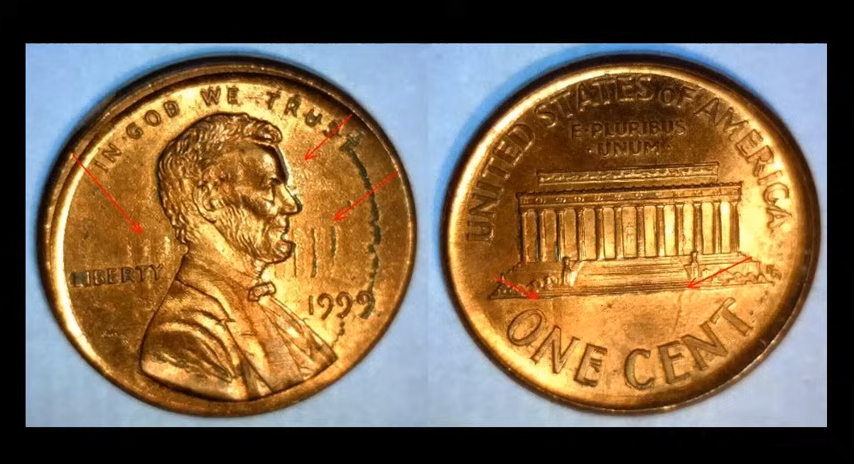 IN GOD WE TRUST
LIBERTY
1999
UNITED STATES OF AMERICA
E·PLURIBUS
·UNUM·
ONE CENT